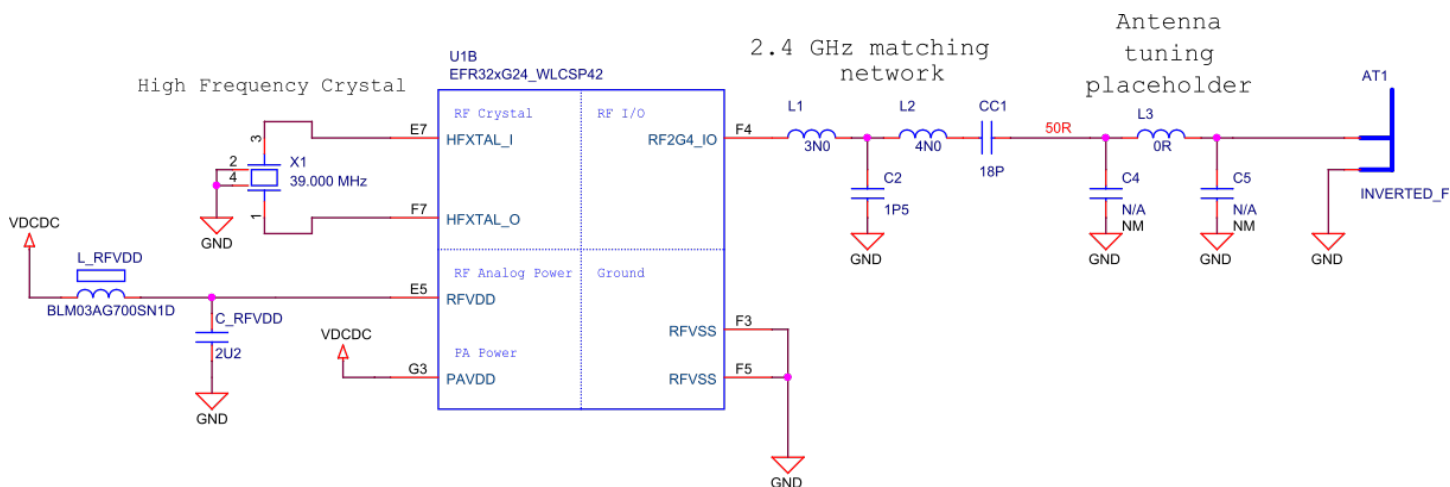 High Frequency Crystal
3
2
4
1
X1
39.000 MHz
GND
VDCDC
L_RFVDD
BLM03AG700SN1D
C_RFVDD
2U2
GND
VDCDC
U1B
EFR32xG24_WLCSP42
RF Crystal
RF I/O
E7
HFXTAL_I
RF2G4_IO
F4
F7
HFXTAL_O
RF Analog Power
Ground
E5
RFVDD
RFVSS
F3
PA Power
G3
PAVDD
RFVSS
F5
GND
2.4 GHz matching
network
L1
3N0
L2
4N0
CC1
18P
C2
1P5
GND
50R
Antenna
tuning
placeholder
L3
0R
C4
N/A
NM
GND
C5
N/A
NM
GND
AT1
INVERTED_F
GND